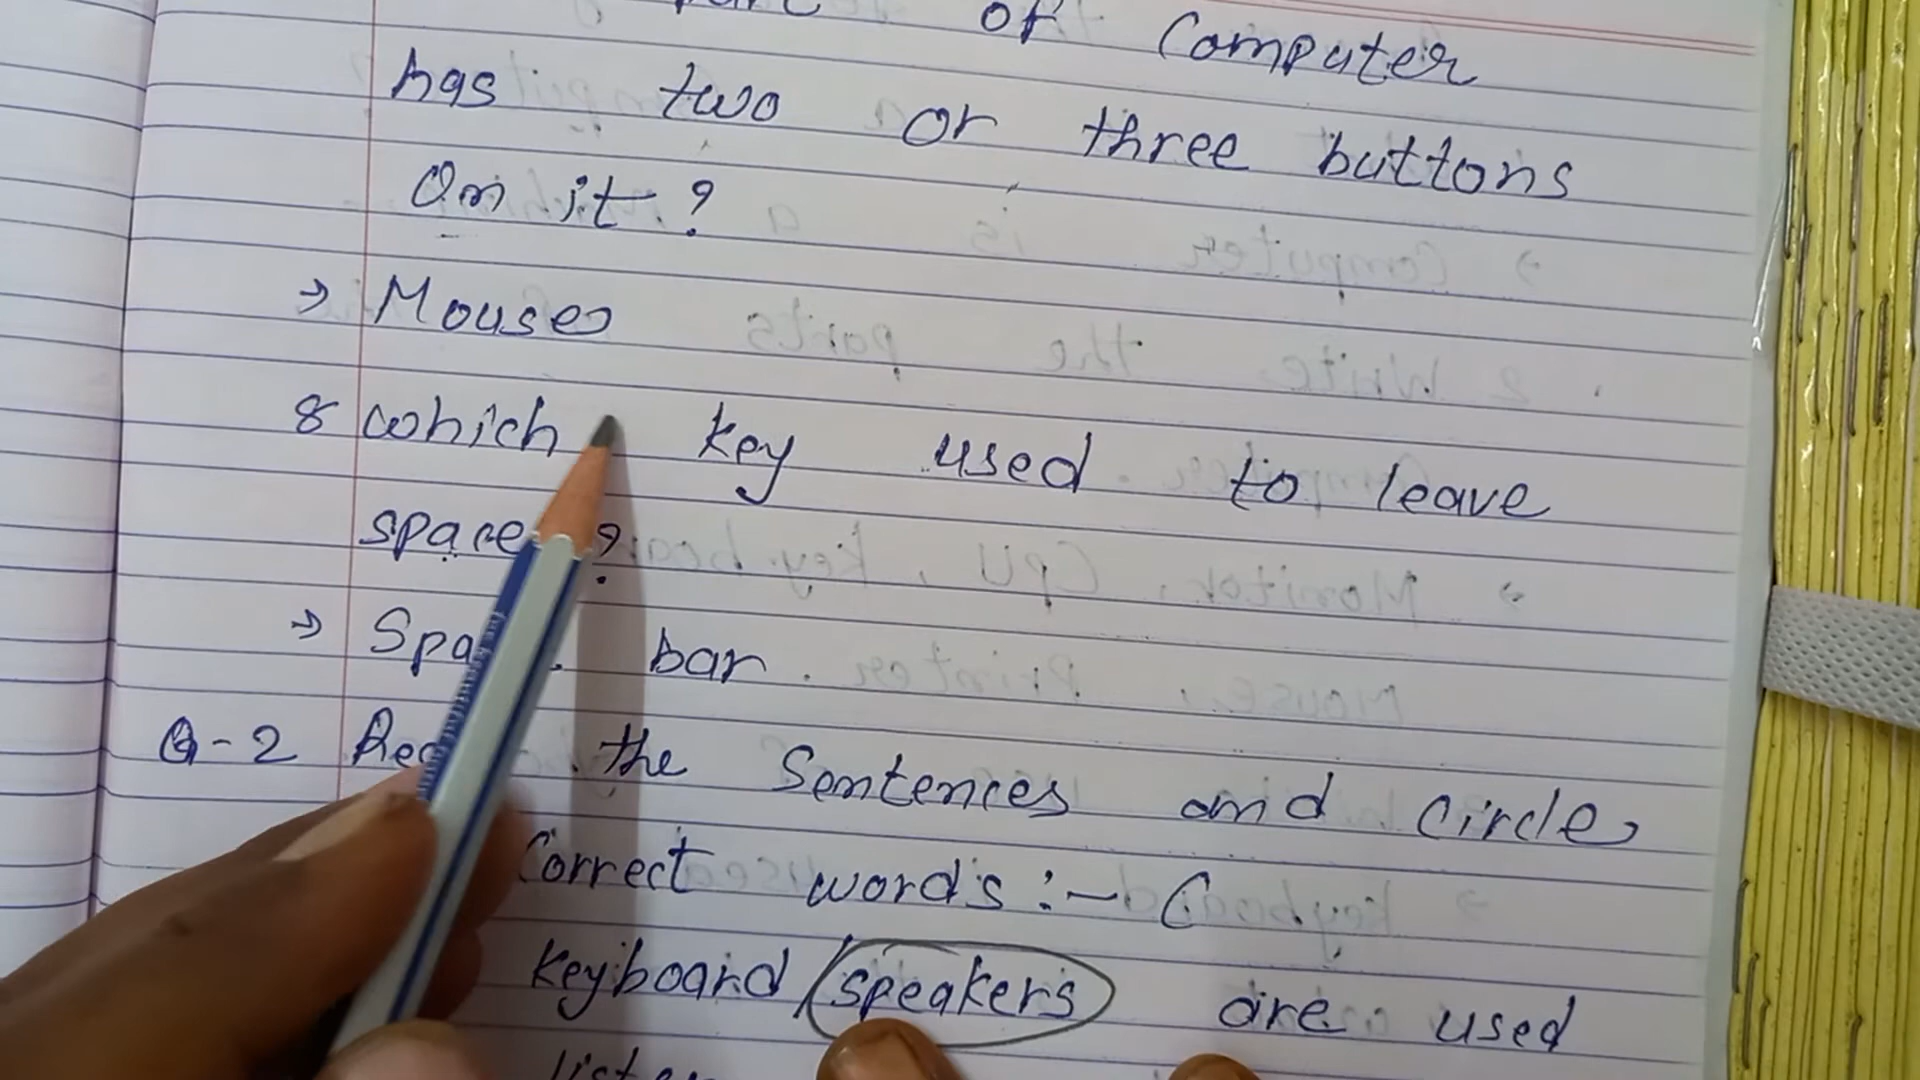 of Computer
has two or three buttons
On it ?
→ Mouse
8 which key used to leave
space ?
→ bar.
Q-2 the Sentences and circle
Correct words :- (
Keyboard / speakers are used